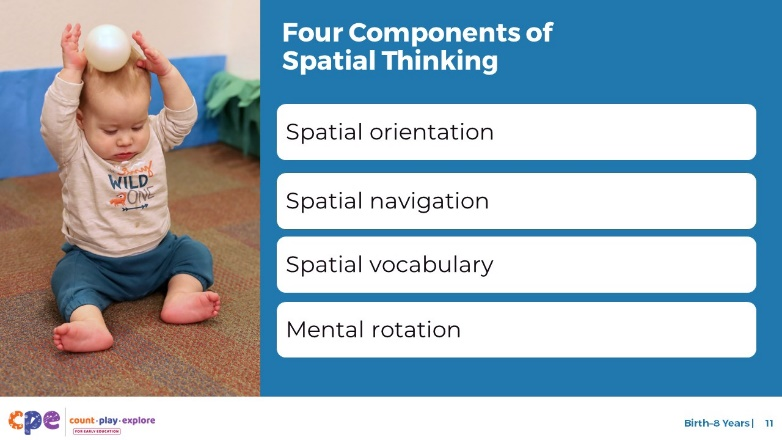 Four Components of
Spatial Thinking
Spatial orientation
Spatial navigation
Spatial vocabulary
Mental rotation
WILD
ONE
cpe
count·play·explore
FOR EARLY EDUCATION
Birth–8 Years | 11